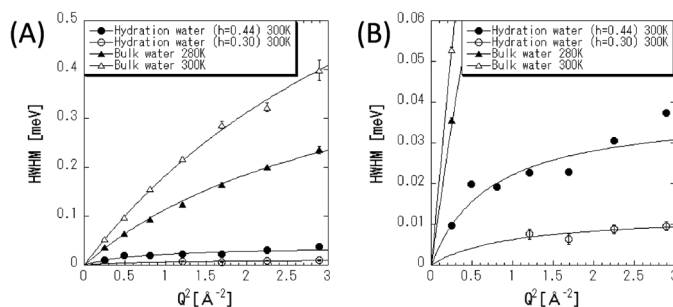 (A)
Hydration water (h=0.44) 300K
Hydration water (h=0.30) 300K
Bulk water 280K
Bulk water 300K
HWHM [meV]
0.5
0.4
0.3
0.2
0.1
0
0 0.5 1 1.5 2 2.5 3
Q² [Å⁻²]
(B)
Hydration water (h=0.44) 300K
Hydration water (h=0.30) 300K
Bulk water 280K
Bulk water 300K
HWHM [meV]
0.06
0.05
0.04
0.03
0.02
0.01
0
0 0.5 1 1.5 2 2.5 3
Q² [Å⁻²]